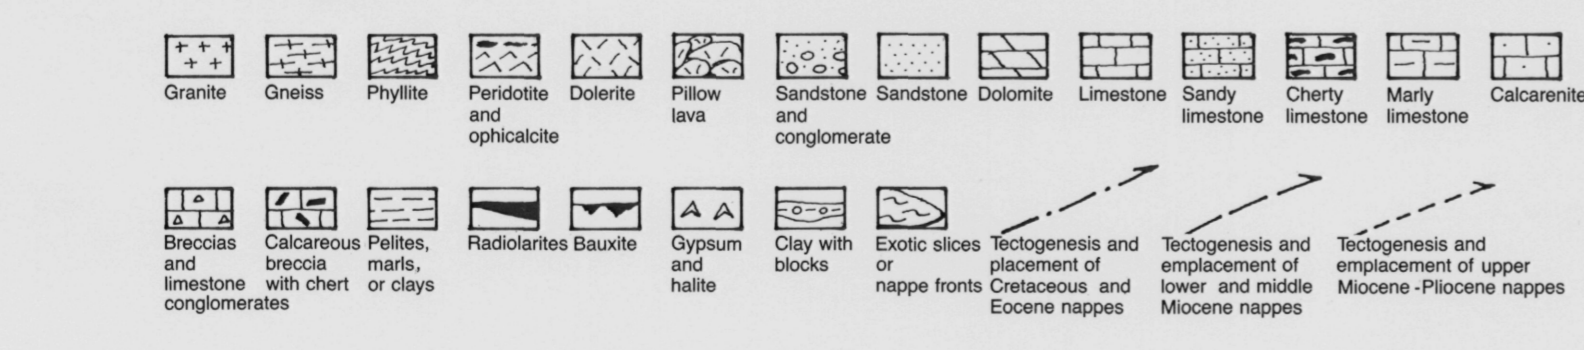 Granite
Gneiss
Phyllite
Peridotite
and
ophicalcite
Dolerite
Pillow
lava
Sandstone
and
conglomerate
Sandstone
Dolomite
Limestone
Sandy
limestone
Cherty
limestone
Marly
limestone
Calcarenite
Breccias
and
limestone
conglomerates
Calcareous
breccia
with chert
Pelites,
marls,
or clays
Radiolarites
Bauxite
Gypsum
and
halite
Clay with
blocks
Exotic slices
or
nappe fronts
Tectogenesis and
placement of
Cretaceous and
Eocene nappes
Tectogenesis and
emplacement of
lower and middle
Miocene nappes
Tectogenesis and
emplacement of upper
Miocene - Pliocene nappes